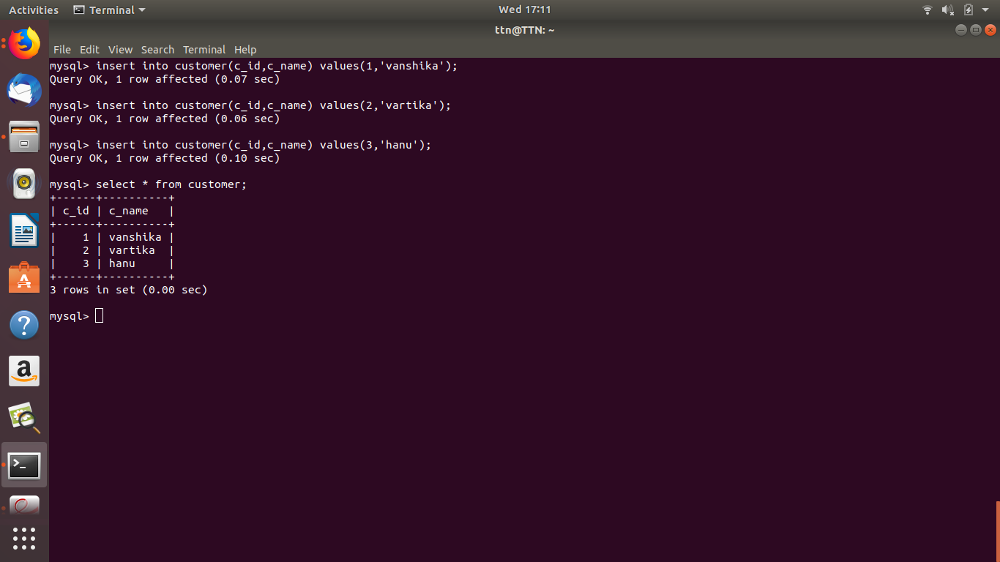 Activities Terminal Wed 17:11
ttn@TTN: ~
File Edit View Search Terminal Help
mysql> insert into customer(c_id,c_name) values(1,'vanshika');
Query OK, 1 row affected (0.07 sec)
mysql> insert into customer(c_id,c_name) values(2,'vartika');
Query OK, 1 row affected (0.06 sec)
mysql> insert into customer(c_id,c_name) values(3,'hanu');
Query OK, 1 row affected (0.10 sec)
mysql> select * from customer;
+------+----------+
| c_id | c_name   |
+------+----------+
|    1 | vanshika |
|    2 | vartika  |
|    3 | hanu     |
+------+----------+
3 rows in set (0.00 sec)
mysql>